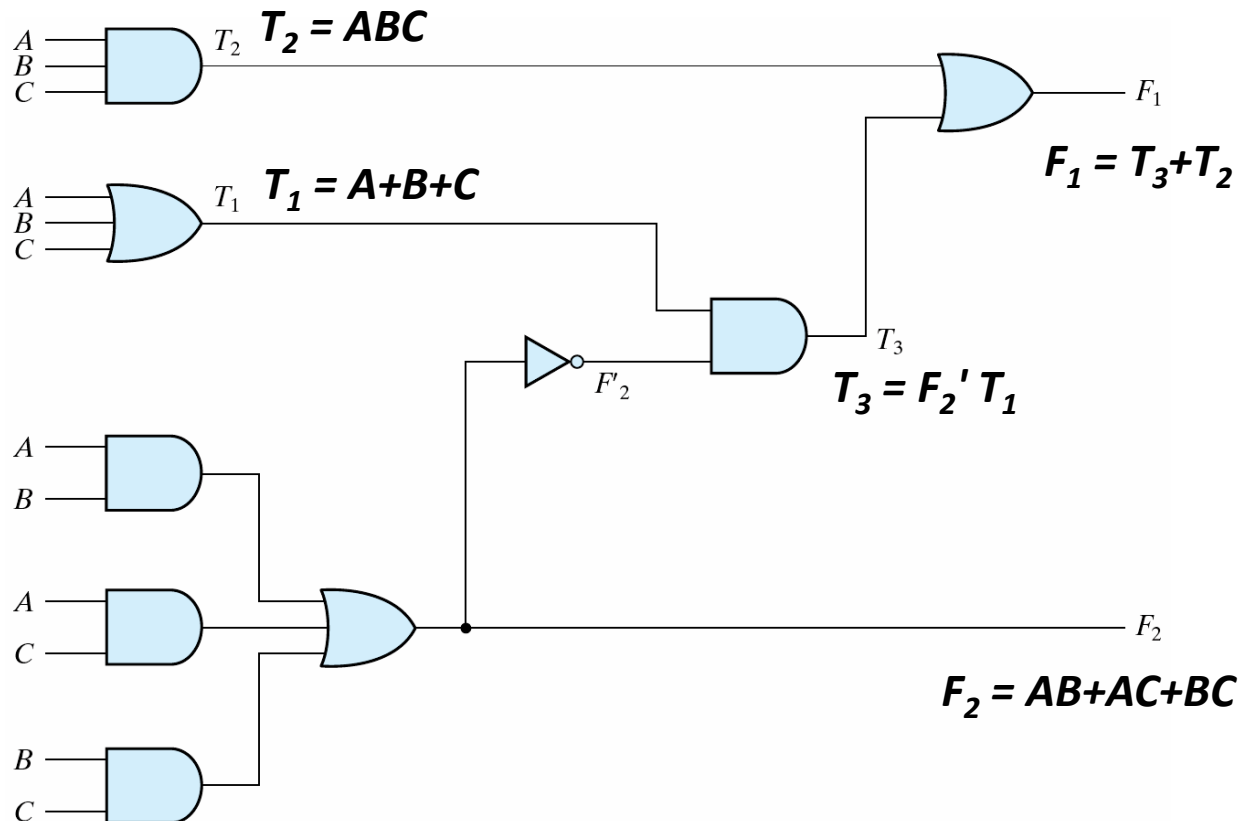 A
B
C
T₂ T₂ = ABC
F₁
F₁ = T₃+T₂
A
B
C
T₁ T₁ = A+B+C
T₃
F'₂
T₃ = F₂' T₁
A
B
A
C
F₂
F₂ = AB+AC+BC
B
C